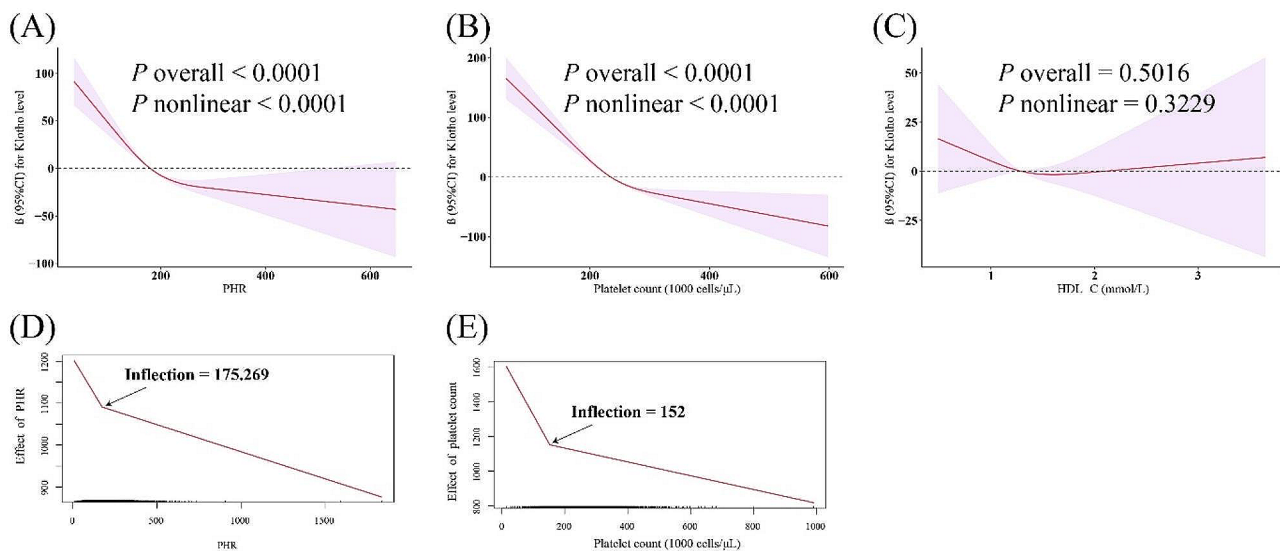 (A)
P overall < 0.0001
P nonlinear < 0.0001
100
50
0
−50
−100
ß (95%CI) for Klotho level
200
400
600
PHR
(B)
P overall < 0.0001
P nonlinear < 0.0001
200
100
0
−100
ß (95%CI) for Klotho level
200
400
600
Platelet count (1000 cells/μL)
(C)
P overall = 0.5016
P nonlinear = 0.3229
50
25
0
−25
ß (95%CI) for Klotho level
1
2
3
HDL C (mmol/L)
(D)
Inflection = 175.269
1200
1100
1000
900
Effect of PHR
0
500
1000
1500
PHR
(E)
Inflection = 152
1600
1400
1200
1000
800
Effect of platelet count
0
200
400
600
800
1000
Platelet count (1000 cells/μL)